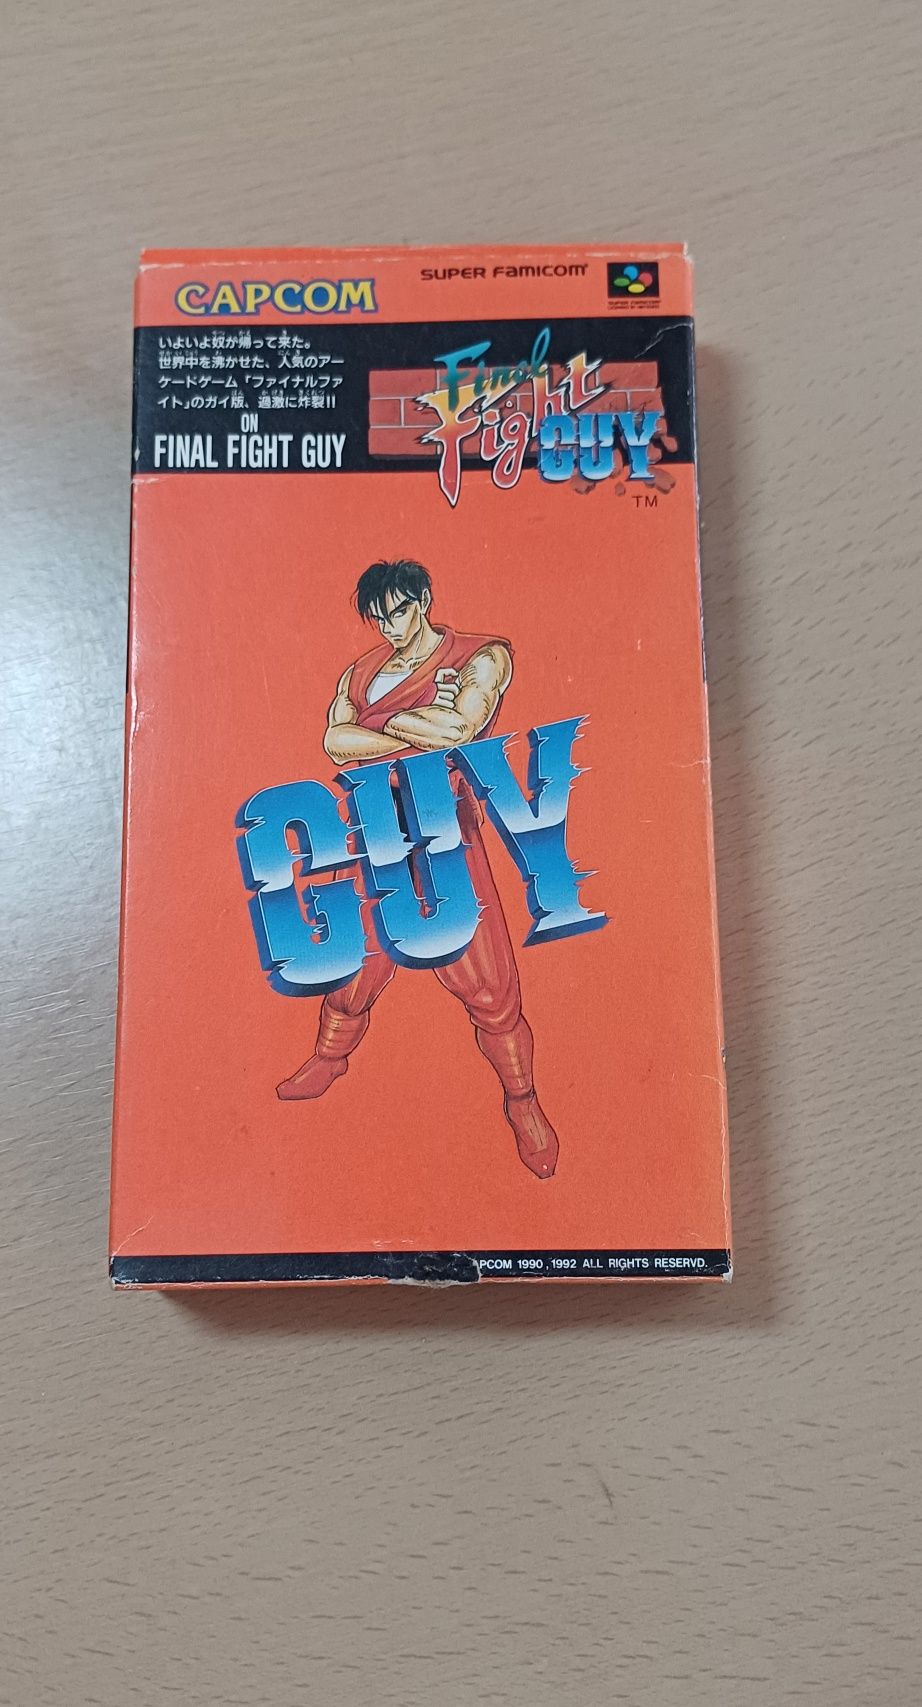 CAPCOM
SUPER FAMICOM
SUPER FAMICOM
いよいよ奴が帰って来た。
世界中を沸かせた、人気のアー
ケードゲーム「ファイナルファ
イト」のガイ版、過激に炸裂!!
ON
FINAL FIGHT GUY
Final
Fight
GUY
TM
GUY
PCOM 1990,1992 ALL RIGHTS RESERVD.